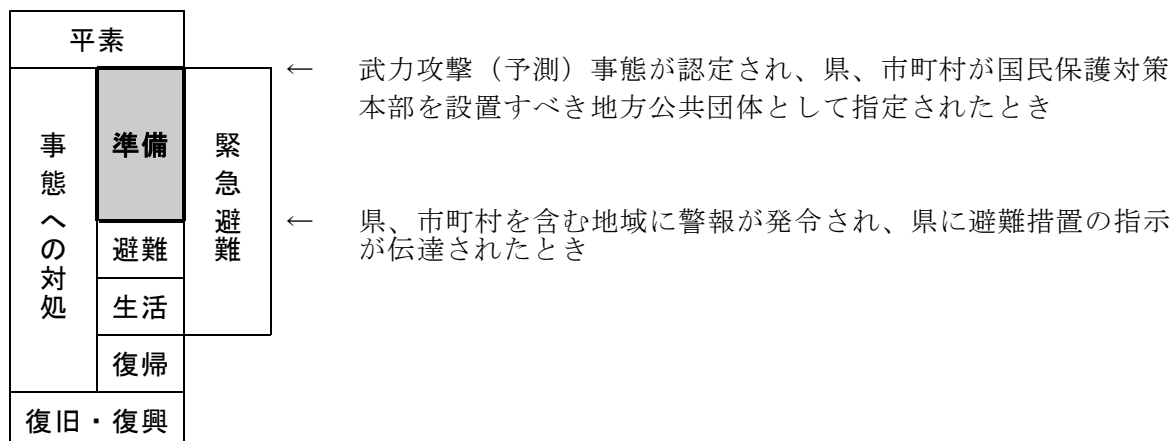 平素
← 武力攻撃（予測）事態が認定され、県、市町村が国民保護対策
本部を設置すべき地方公共団体として指定されたとき
事態への対処
準備
緊急避難
← 県、市町村を含む地域に警報が発令され、県に避難措置の指示
が伝達されたとき
避難
生活
復帰
復旧・復興